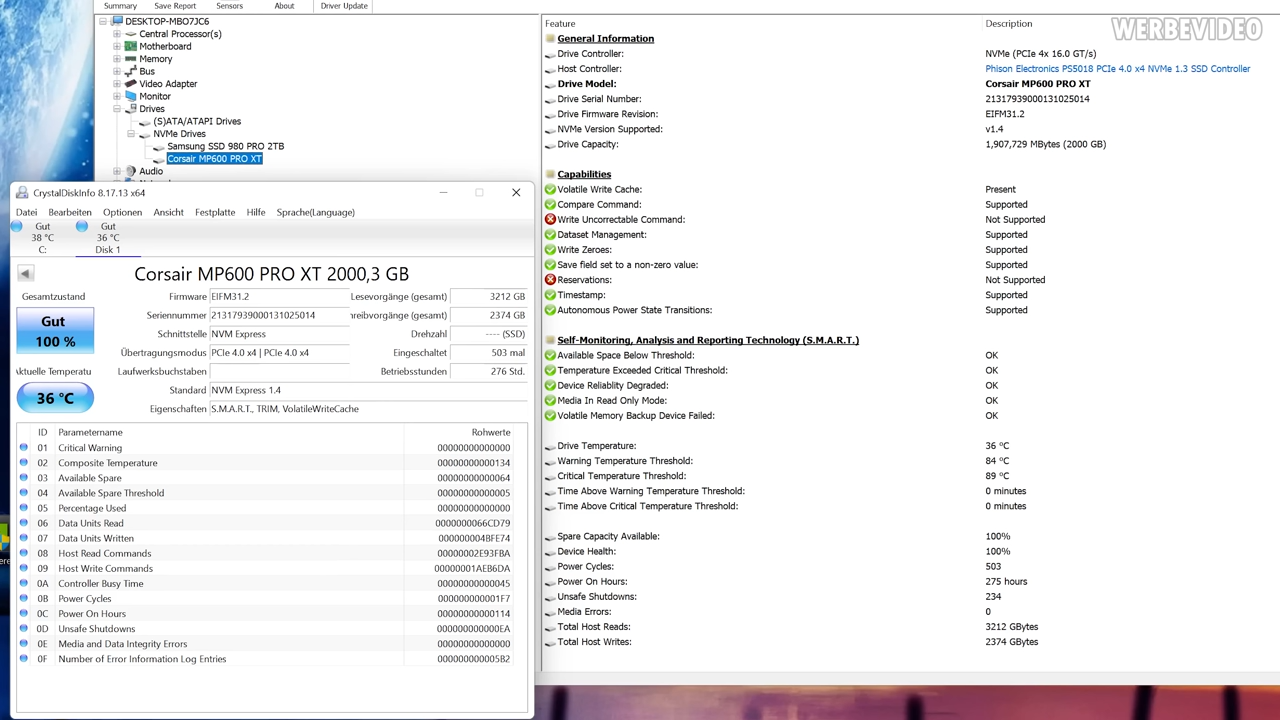 Summary Save Report Sensors About Driver Update
DESKTOP-MBO7JC6
Central Processor(s)
Motherboard
Memory
Bus
Video Adapter
Monitor
Drives
(S)ATA/ATAPI Drives
NVMe Drives
Samsung SSD 980 PRO 2TB
Corsair MP600 PRO XT
Audio
CrystalDiskInfo 8.17.13 x64
Datei Bearbeiten Optionen Ansicht Festplatte Hilfe Sprache(Language)
Gut Gut
38 °C 36 °C
C: Disk 1
Corsair MP600 PRO XT 2000,3 GB
Gesamtzustand
Gut
100 %
Aktuelle Temperatu
36 °C
Firmware EIFM31.2 Lesevorgänge (gesamt) 3212 GB
Seriennummer 21317939000131025014 hreibvorgänge (gesamt) 2374 GB
Schnittstelle NVM Express Drehzahl ---- (SSD)
Übertragungsmodus PCIe 4.0 x4 | PCIe 4.0 x4 Eingeschaltet 503 mal
Laufwerksbuchstaben Betriebsstunden 276 Std.
Standard NVM Express 1.4
Eigenschaften S.M.A.R.T., TRIM, VolatileWriteCache
ID Parametername Rohwerte
01 Critical Warning 00000000000000
02 Composite Temperature 00000000000134
03 Available Spare 00000000000064
04 Available Spare Threshold 00000000000005
05 Percentage Used 00000000000000
06 Data Units Read 0000000066CD79
07 Data Units Written 000000004BFE74
08 Host Read Commands 00000002E93FBA
09 Host Write Commands 00000001AEB6DA
0A Controller Busy Time 00000000000045
0B Power Cycles 000000000001F7
0C Power On Hours 00000000000114
0D Unsafe Shutdowns 000000000000EA
0E Media and Data Integrity Errors 00000000000000
0F Number of Error Information Log Entries 000000000005B2
Feature Description
WERBEVIDEO
General Information
Drive Controller: NVMe (PCIe 4x 16.0 GT/s)
Host Controller: Phison Electronics PS5018 PCIe 4.0 x4 NVMe 1.3 SSD Controller
Drive Model: Corsair MP600 PRO XT
Drive Serial Number: 21317939000131025014
Drive Firmware Revision: EIFM31.2
NVMe Version Supported: v1.4
Drive Capacity: 1,907,729 MBytes (2000 GB)
Capabilities
Volatile Write Cache: Present
Compare Command: Supported
Write Uncorrectable Command: Not Supported
Dataset Management: Supported
Write Zeroes: Supported
Save field set to a non-zero value: Supported
Reservations: Not Supported
Timestamp: Supported
Autonomous Power State Transitions: Supported
Self-Monitoring, Analysis and Reporting Technology (S.M.A.R.T.)
Available Space Below Threshold: OK
Temperature Exceeded Critical Threshold: OK
Device Reliablity Degraded: OK
Media In Read Only Mode: OK
Volatile Memory Backup Device Failed: OK
Drive Temperature: 36 °C
Warning Temperature Threshold: 84 °C
Critical Temperature Threshold: 89 °C
Time Above Warning Temperature Threshold: 0 minutes
Time Above Critical Temperature Threshold: 0 minutes
Spare Capacity Available: 100%
Device Health: 100%
Power Cycles: 503
Power On Hours: 275 hours
Unsafe Shutdowns: 234
Media Errors: 0
Total Host Reads: 3212 GBytes
Total Host Writes: 2374 GBytes